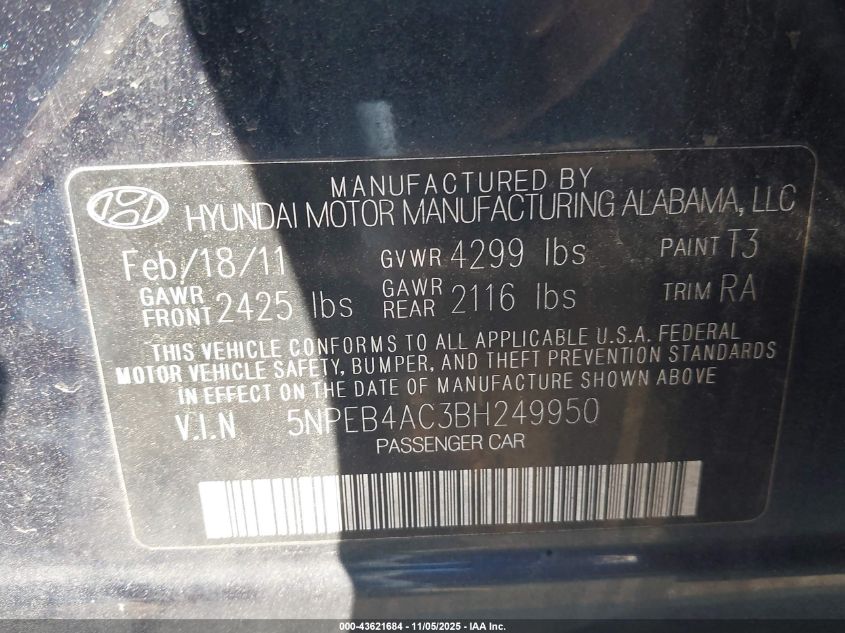 MANUFACTURED BY
HYUNDAI MOTOR MANUFACTURING ALABAMA, LLC
Feb/18/11 GVWR 4299 lbs PAINT T3
GAWR FRONT 2425 lbs GAWR REAR 2116 lbs TRIM RA
THIS VEHICLE CONFORMS TO ALL APPLICABLE U.S.A. FEDERAL
MOTOR VEHICLE SAFETY, BUMPER, AND THEFT PREVENTION STANDARDS
IN EFFECT ON THE DATE OF MANUFACTURE SHOWN ABOVE
V.I.N 5NPEB4AC3BH249950
PASSENGER CAR
000-43621684 - 11/05/2025 - IAA Inc.